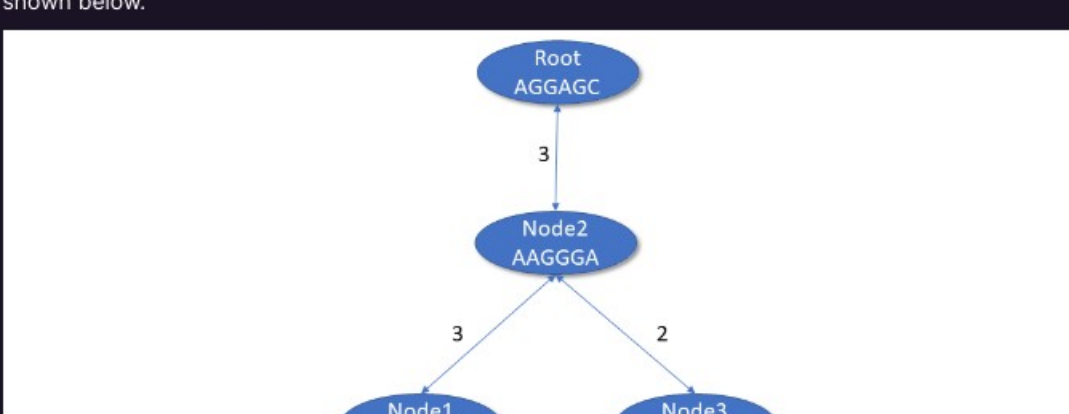 shown below.
Root
AGGAGC
3
Node2
AAGGGA
3
2
Node1
Node3